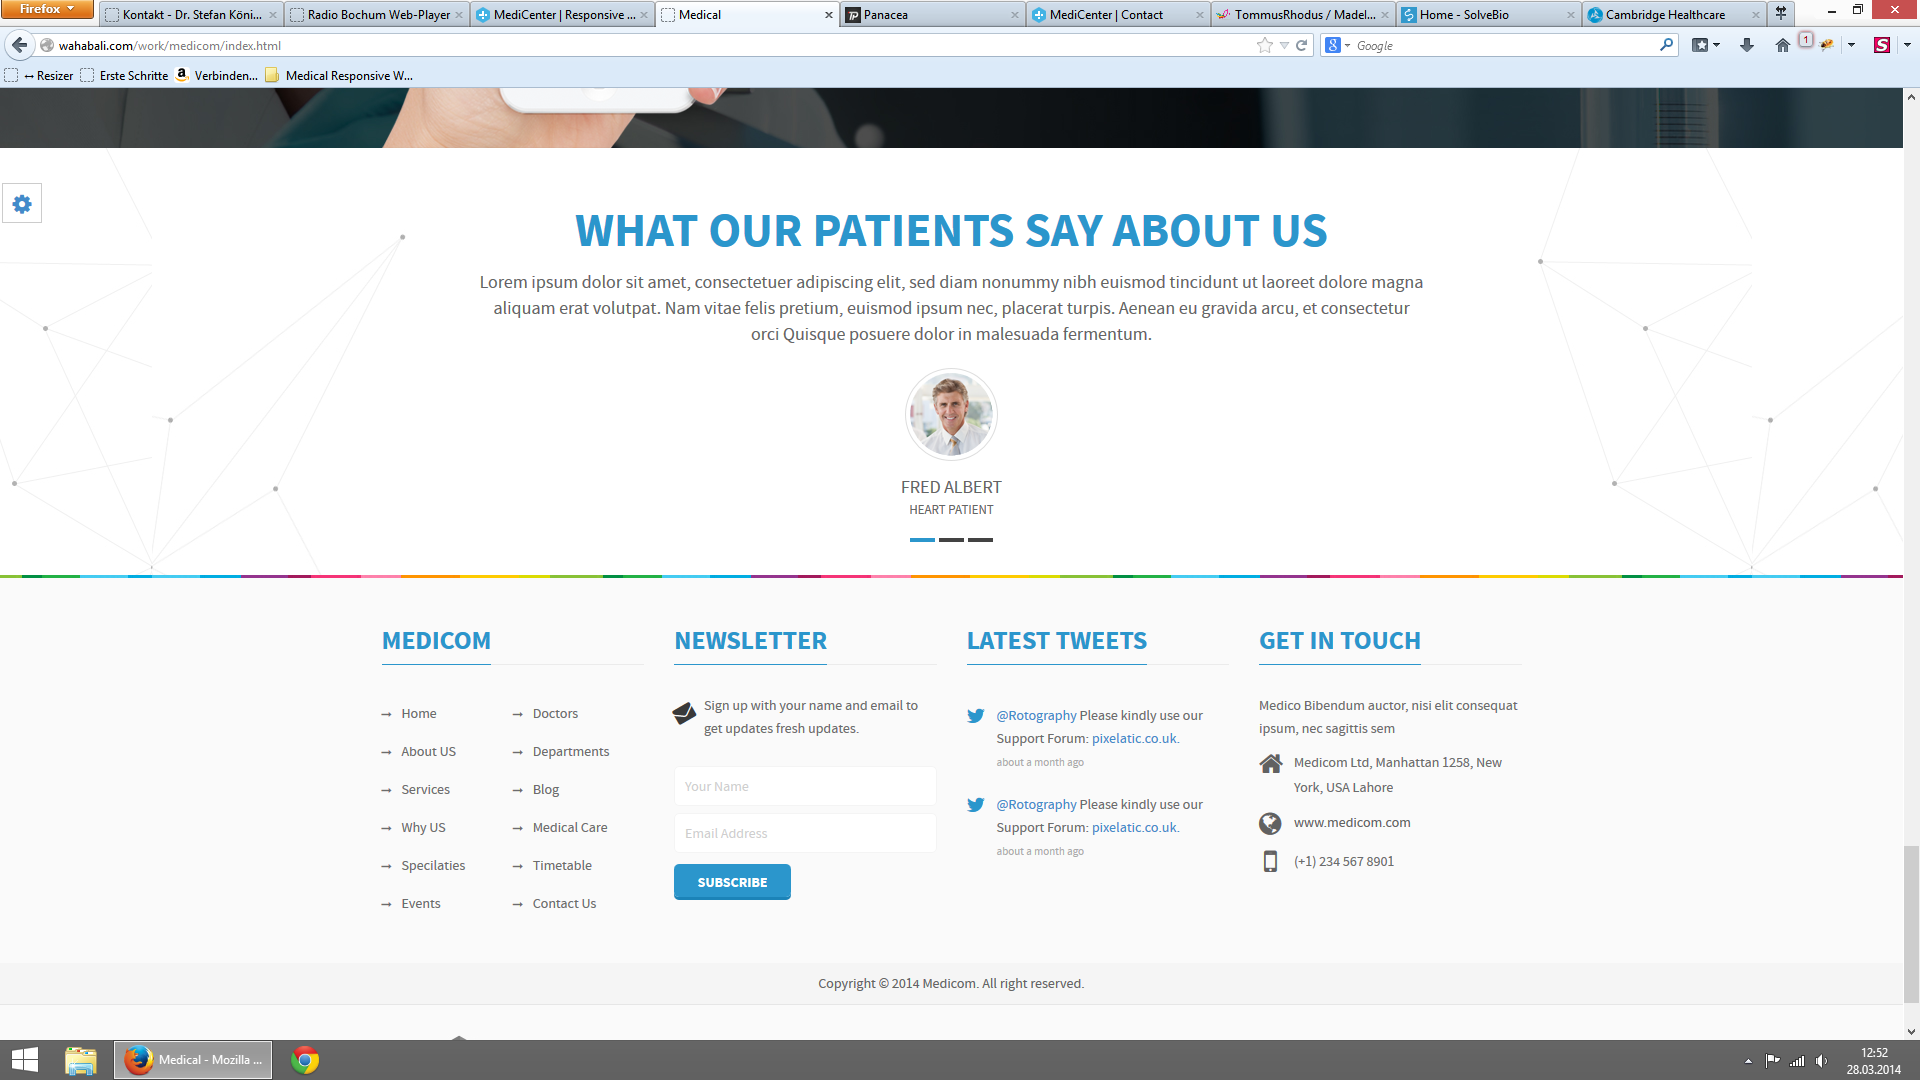 Firefox
Kontakt - Dr. Stefan Köni...
Radio Bochum Web-Player
MediCenter | Responsive ...
Medical
Panacea
MediCenter | Contact
TommusRhodus / Madel...
Home - SolveBio
Cambridge Healthcare
wahabali.com/work/medicom/index.html
Google
1
Resizer
Erste Schritte
Verbinden...
Medical Responsive W...
WHAT OUR PATIENTS SAY ABOUT US
Lorem ipsum dolor sit amet, consectetuer adipiscing elit, sed diam nonummy nibh euismod tincidunt ut laoreet dolore magna
aliquam erat volutpat. Nam vitae felis pretium, euismod ipsum nec, placerat turpis. Aenean eu gravida arcu, et consectetur
orci Quisque posuere dolor in malesuada fermentum.
FRED ALBERT
HEART PATIENT
MEDICOM
Home
About US
Services
Why US
Specilaties
Events
Doctors
Departments
Blog
Medical Care
Timetable
Contact Us
NEWSLETTER
Sign up with your name and email to
get updates fresh updates.
Your Name
Email Address
SUBSCRIBE
LATEST TWEETS
@Rotography Please kindly use our
Support Forum: pixelatic.co.uk.
about a month ago
@Rotography Please kindly use our
Support Forum: pixelatic.co.uk.
about a month ago
GET IN TOUCH
Medico Bibendum auctor, nisi elit consequat
ipsum, nec sagittis sem
Medicom Ltd, Manhattan 1258, New
York, USA Lahore
www.medicom.com
(+1) 234 567 8901
Copyright © 2014 Medicom. All right reserved.
Medical - Mozilla ...
12:52
28.03.2014